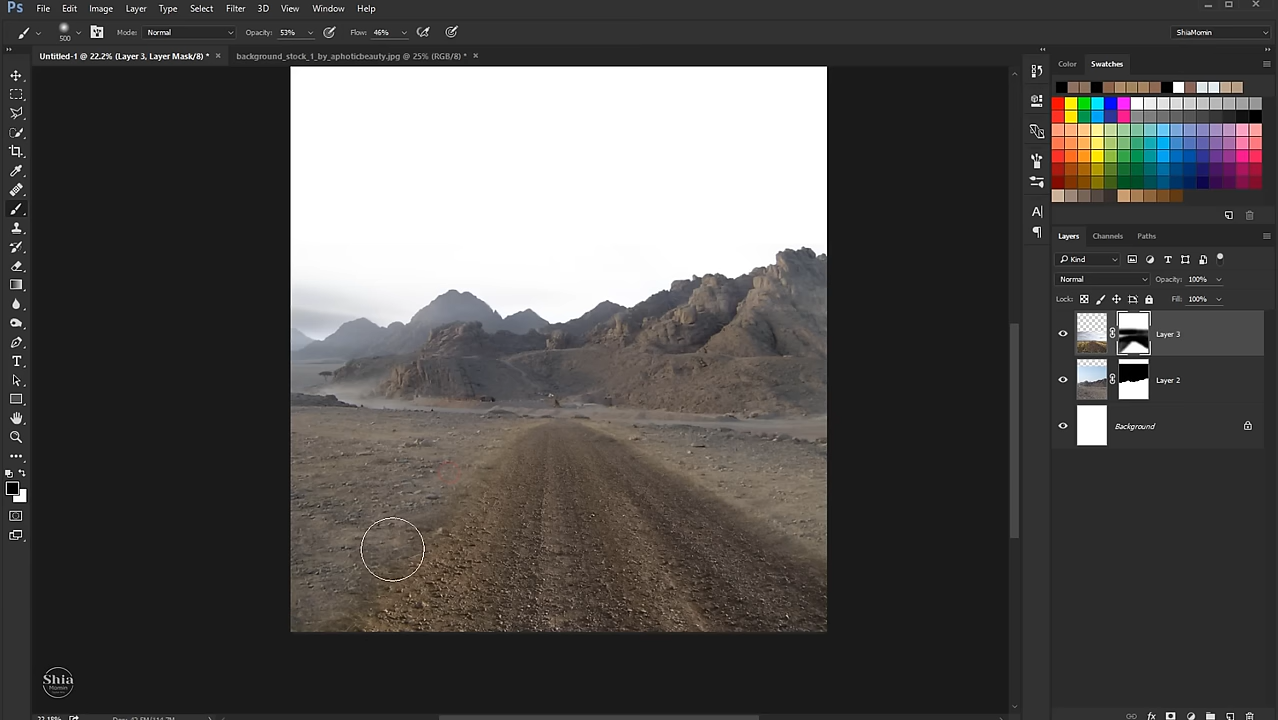 Ps File Edit Image Layer Type Select Filter 3D View Window Help
500 Mode: Normal Opacity: 53% Flow: 46% ShiaMomin
Untitled-1 @ 22.2% (Layer 3, Layer Mask/8) * × background_stock_1_by_aphoticbeauty.jpg @ 25% (RGB/8) * ×
Color Swatches
Layers Channels Paths
Kind
Normal Opacity: 100%
Lock: Fill: 100%
Layer 3
Layer 2
Background
Shia
Momin